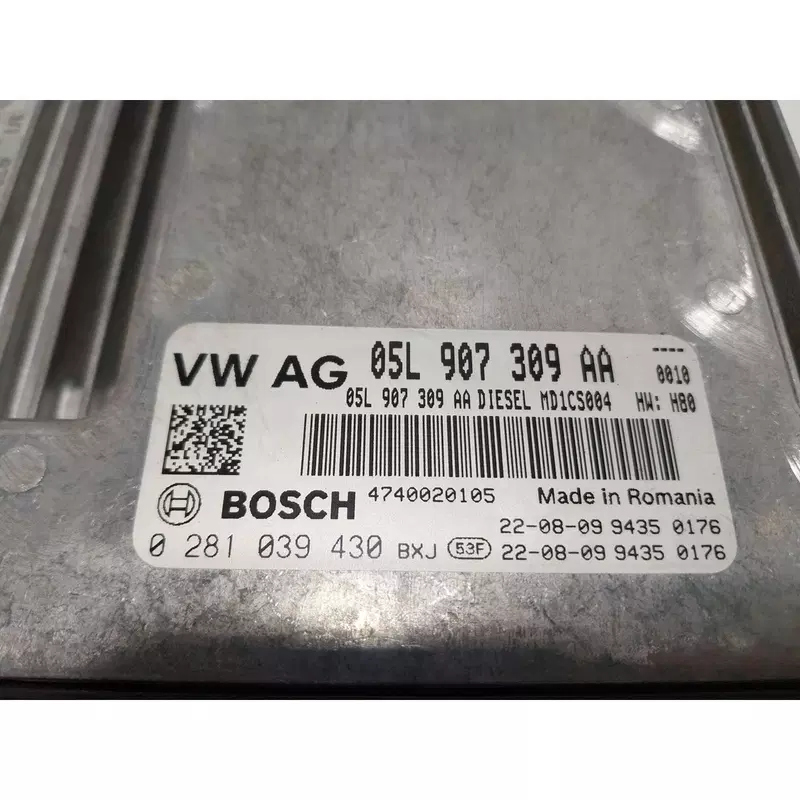 VW AG 05L 907 309 AA ----
0010
05L 907 309 AA DIESEL MD1CS004 HW: H80
BOSCH 4740020105 Made in Romania
22-08-09 9435 0176
0 281 039 430 BXJ 53F 22-08-09 9435 0176